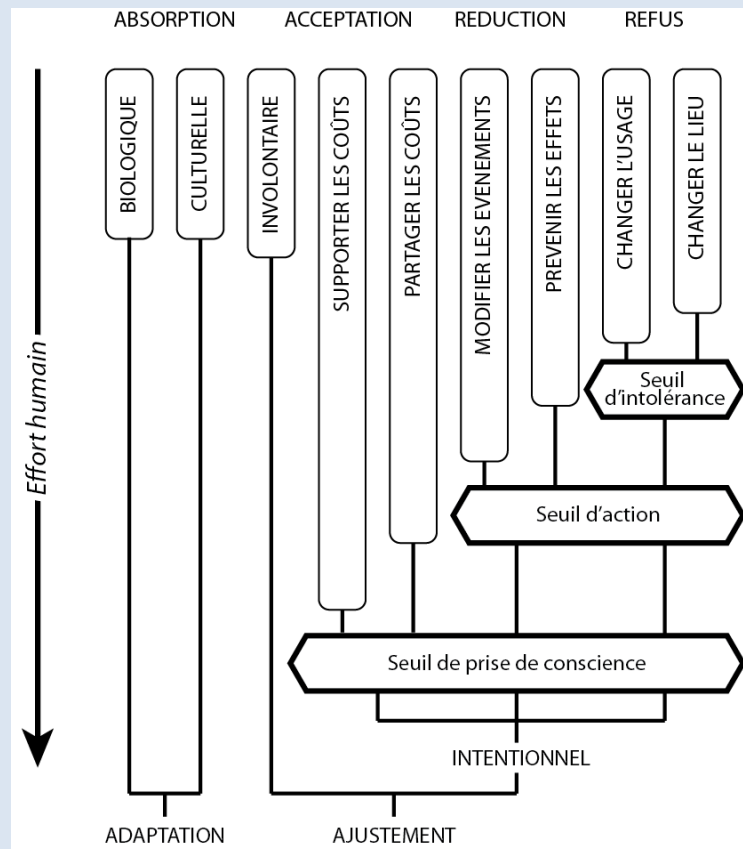 ABSORPTION ACCEPTATION REDUCTION REFUS
BIOLOGIQUE
CULTURELLE
INVOLONTAIRE
SUPPORTER LES COÛTS
PARTAGER LES COÛTS
MODIFIER LES EVENEMENTS
PREVENIR LES EFFETS
CHANGER L'USAGE
CHANGER LE LIEU
Effort humain
Seuil
d'intolérance
Seuil d'action
Seuil de prise de conscience
INTENTIONNEL
ADAPTATION AJUSTEMENT